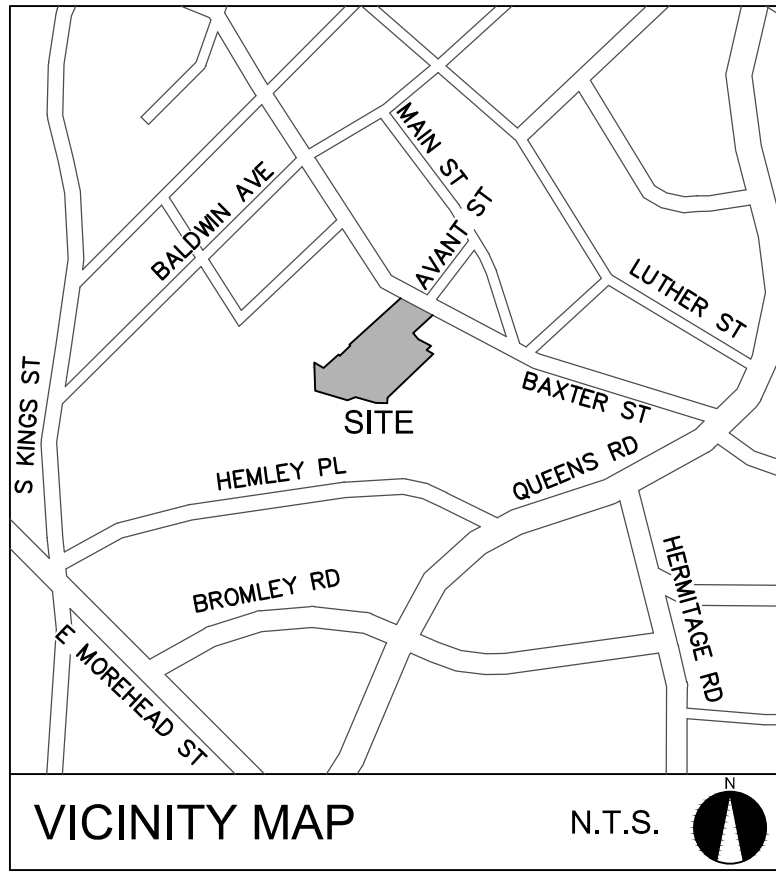 MAIN ST
BALDWIN AVE
AVANT ST
LUTHER ST
S KINGS ST
BAXTER ST
SITE
QUEENS RD
HEMLEY PL
HERMITAGE RD
BROMLEY RD
E MOREHEAD ST
VICINITY MAP
N.T.S.
N